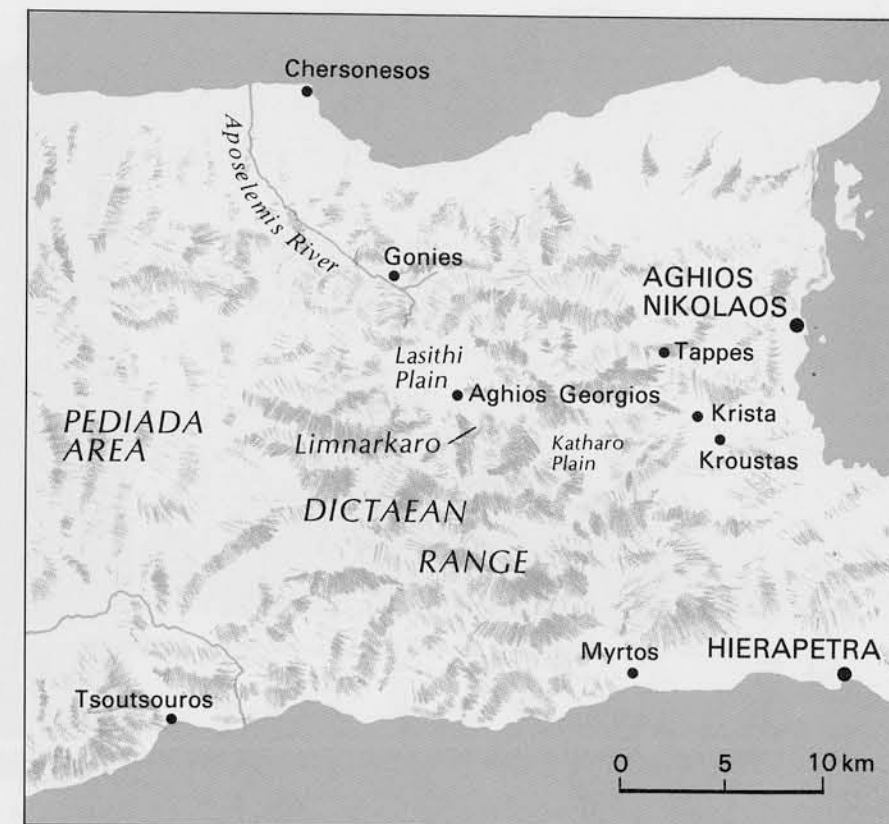 Chersonesos
Aposelemis River
Gonies
AGHIOS
NIKOLAOS
Tappes
Lasithi
Plain
Aghios Georgios
PEDIADA
AREA
Krista
Limnarkaro
Katharo
Plain
Kroustas
DICTAEAN
RANGE
Myrtos
HIERAPETRA
Tsoutsouros
0 5 10 km